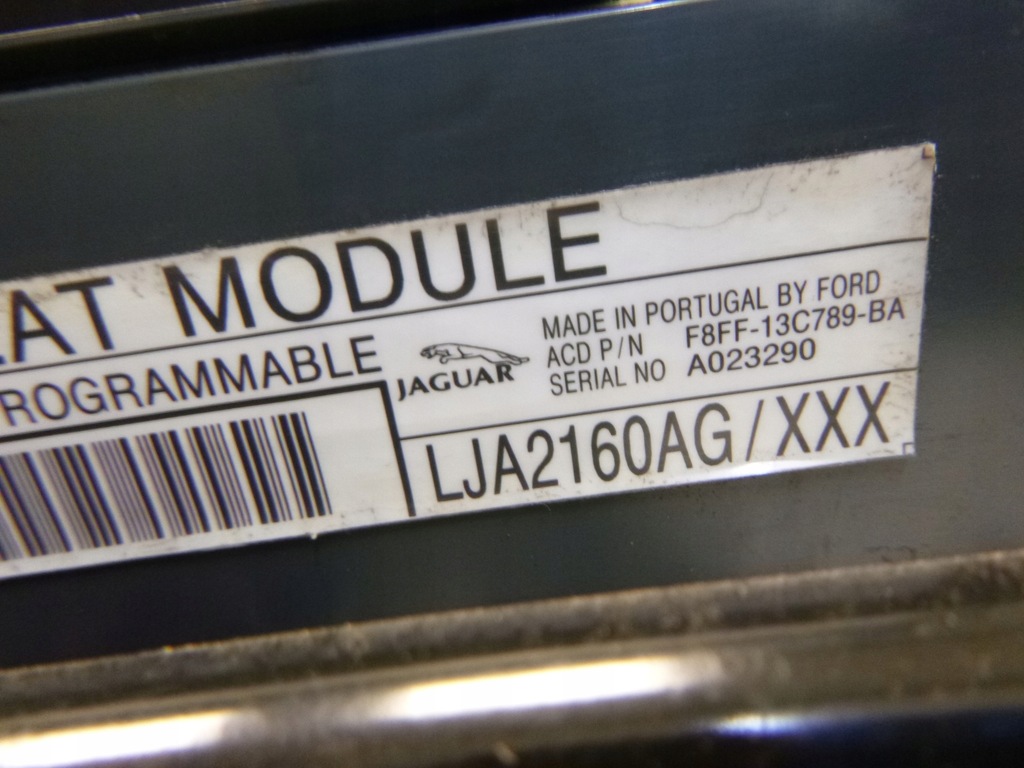 AT MODULE
ROGRAMMABLE
JAGUAR
MADE IN PORTUGAL BY FORD
ACD P/N F8FF-13C789-BA
SERIAL NO A023290
LJA2160AG/XXX